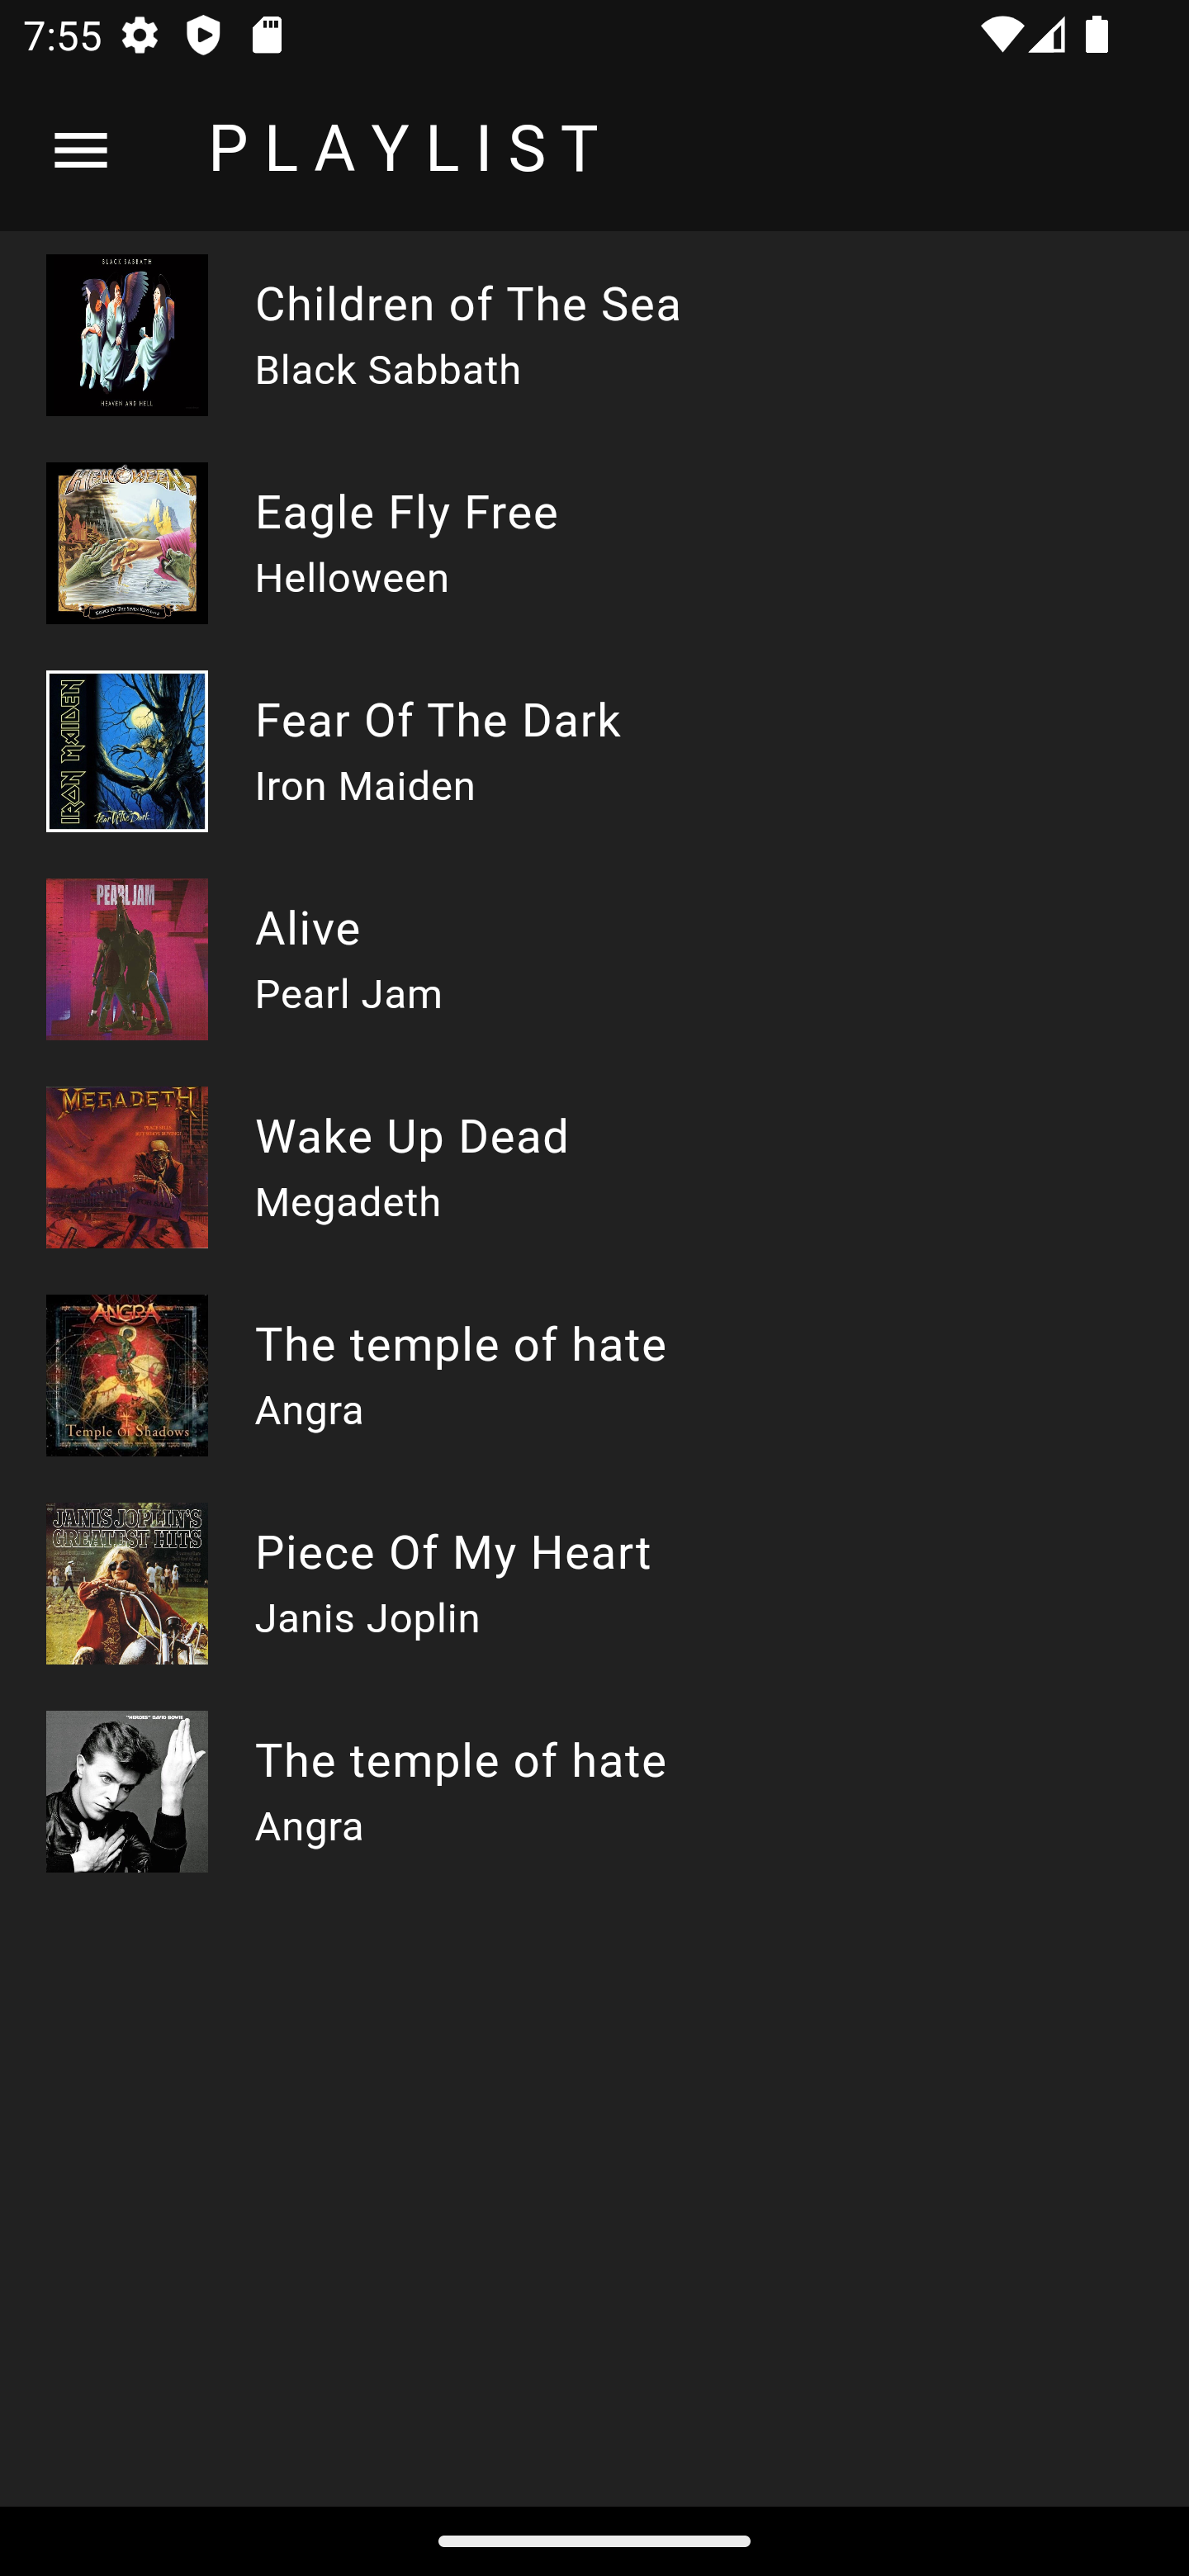 7:55
PLAYLIST
BLACK SABBATH
HEAVEN AND HELL
Children of The Sea
Black Sabbath
HELLOWEEN
Eagle Fly Free
Helloween
IRON MAIDEN
Fear Of The Dark
Fear Of The Dark
Iron Maiden
PEARL JAM
Alive
Pearl Jam
MEGADETH
Wake Up Dead
Megadeth
ANGRA
Temple Of Shadows
The temple of hate
Angra
JANIS JOPLIN'S
GREATEST HITS
Piece Of My Heart
Janis Joplin
"HEROES" DAVID BOWIE
The temple of hate
Angra